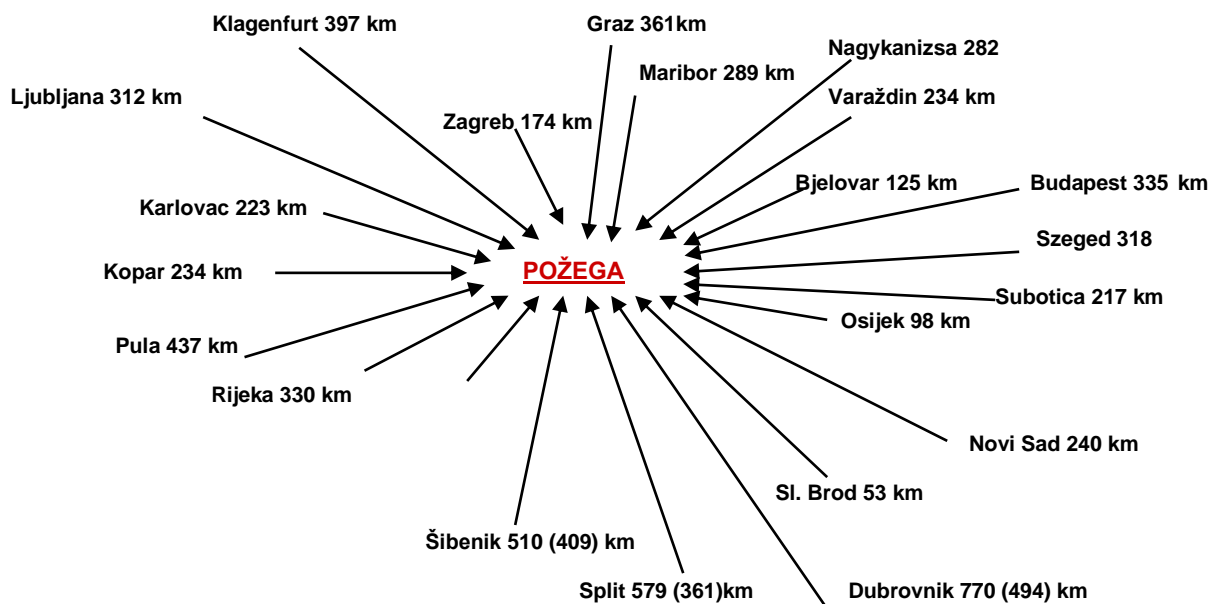 Klagenfurt 397 km
Graz 361km
Nagykanizsa 282
Maribor 289 km
Ljubljana 312 km
Varaždin 234 km
Zagreb 174 km
Bjelovar 125 km
Budapest 335 km
Karlovac 223 km
Szeged 318
Kopar 234 km
POŽEGA
Subotica 217 km
Osijek 98 km
Pula 437 km
Rijeka 330 km
Novi Sad 240 km
Sl. Brod 53 km
Šibenik 510 (409) km
Split 579 (361)km
Dubrovnik 770 (494) km